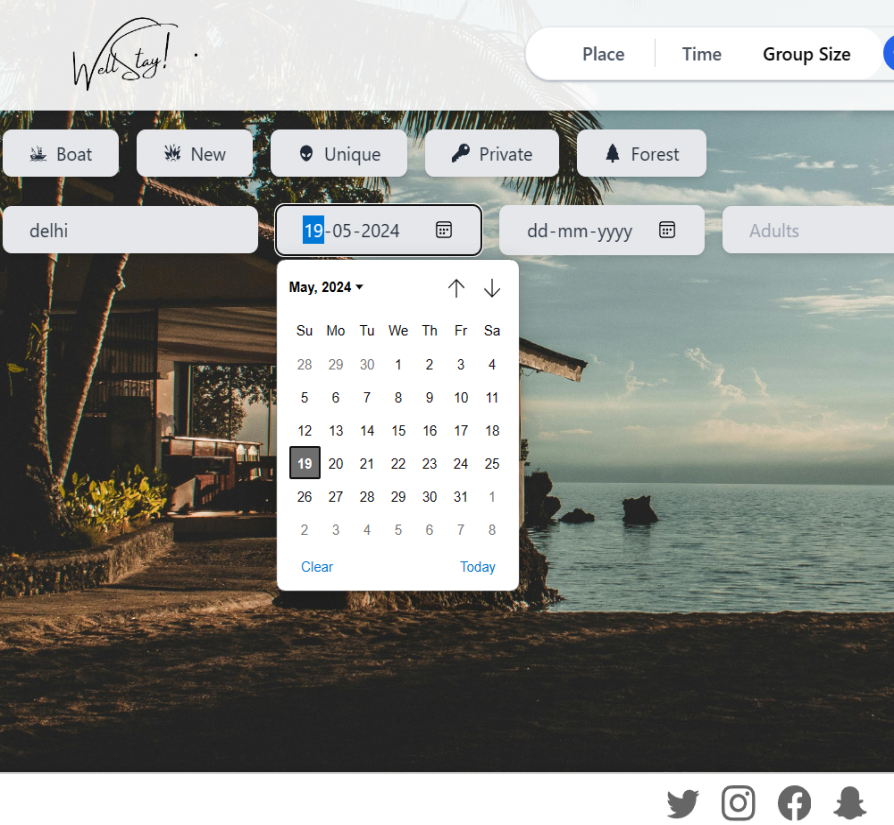 WellStay! .
Place Time Group Size
Boat New Unique Private Forest
delhi 19-05-2024 dd-mm-yyyy Adults
May, 2024
Su Mo Tu We Th Fr Sa
28 29 30 1 2 3 4
5 6 7 8 9 10 11
12 13 14 15 16 17 18
19 20 21 22 23 24 25
26 27 28 29 30 31 1
2 3 4 5 6 7 8
Clear Today